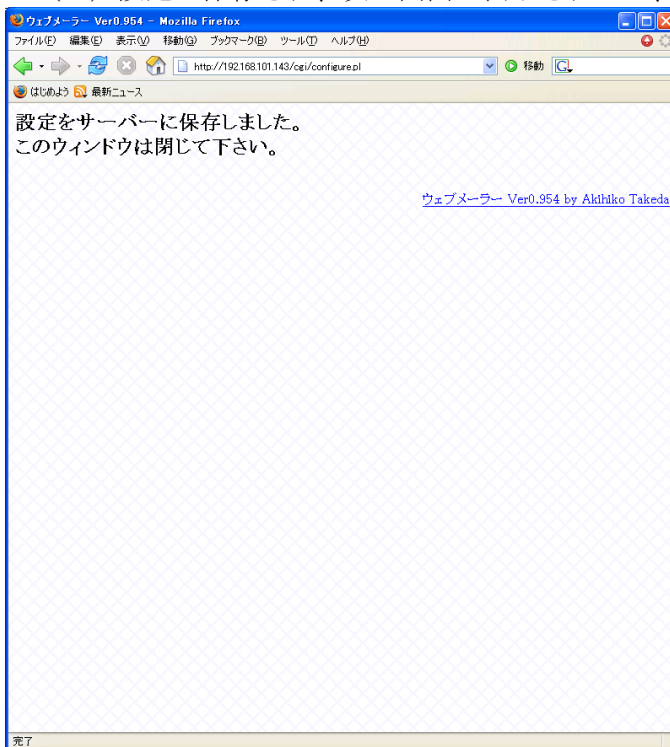 ウェブメーラー Ver0.954 - Mozilla Firefox
ファイル(F) 編集(E) 表示(V) 移動(G) ブックマーク(B) ツール(T) ヘルプ(H)
http://192.168.101.143/cgi/configure.pl 移動 G
はじめよう 最新ニュース
設定をサーバーに保存しました。
このウィンドウは閉じて下さい。
ウェブメーラー Ver0.954 by Akihiko Takeda
完了